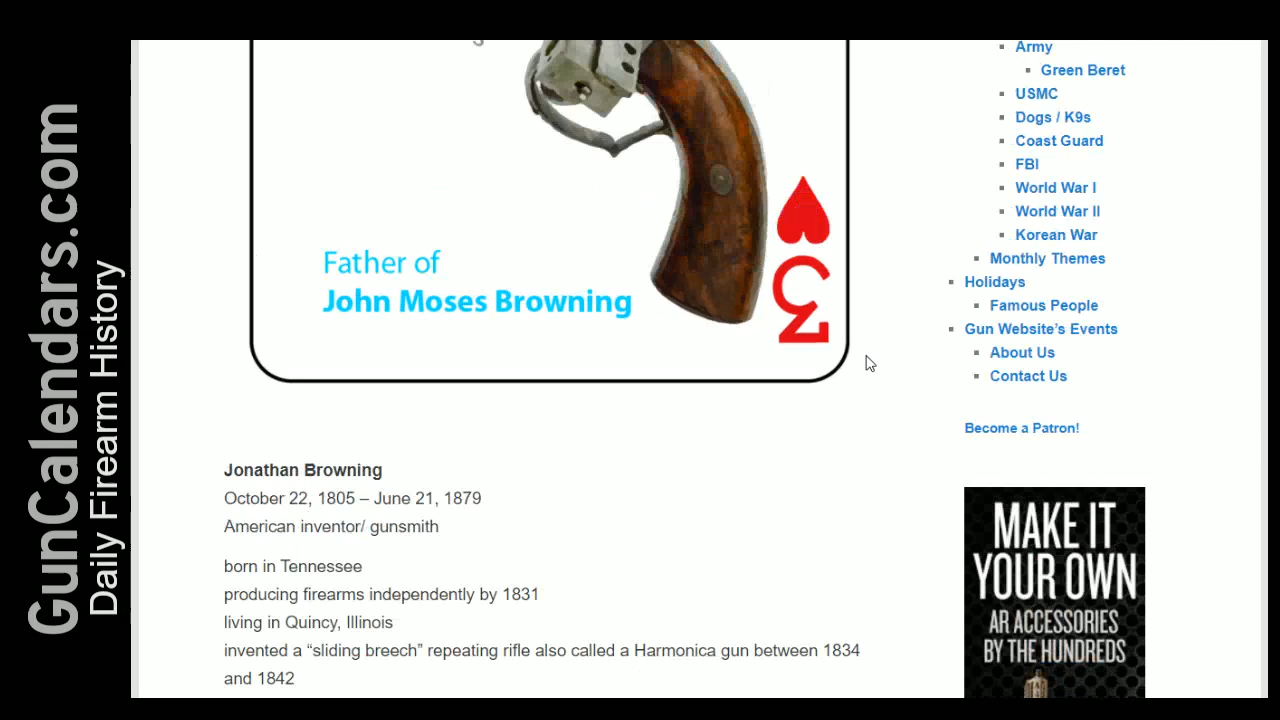 GunCalendars.com
Daily Firearm History
Father of
John Moses Browning
3
Jonathan Browning
October 22, 1805 – June 21, 1879
American inventor/ gunsmith
born in Tennessee
producing firearms independently by 1831
living in Quincy, Illinois
invented a “sliding breech” repeating rifle also called a Harmonica gun between 1834
and 1842
Army
Green Beret
USMC
Dogs / K9s
Coast Guard
FBI
World War I
World War II
Korean War
Monthly Themes
Holidays
Famous People
Gun Website’s Events
About Us
Contact Us
Become a Patron!
MAKE IT
YOUR OWN
AR ACCESSORIES
BY THE HUNDREDS